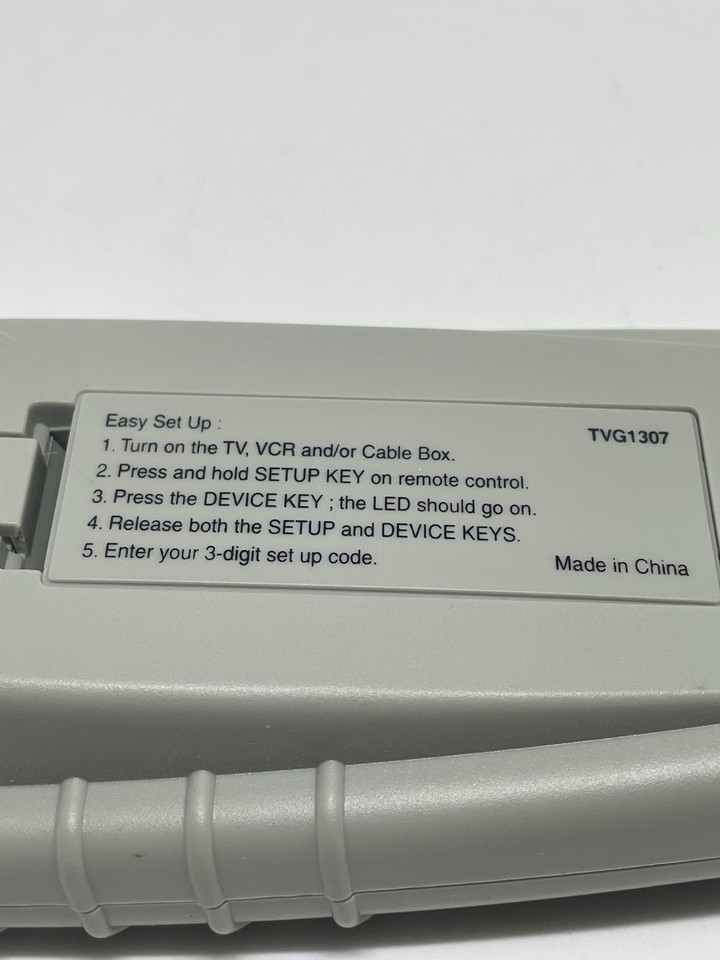 Easy Set Up :
TVG1307
1. Turn on the TV, VCR and/or Cable Box.
2. Press and hold SETUP KEY on remote control.
3. Press the DEVICE KEY ; the LED should go on.
4. Release both the SETUP and DEVICE KEYS.
5. Enter your 3-digit set up code.
Made in China